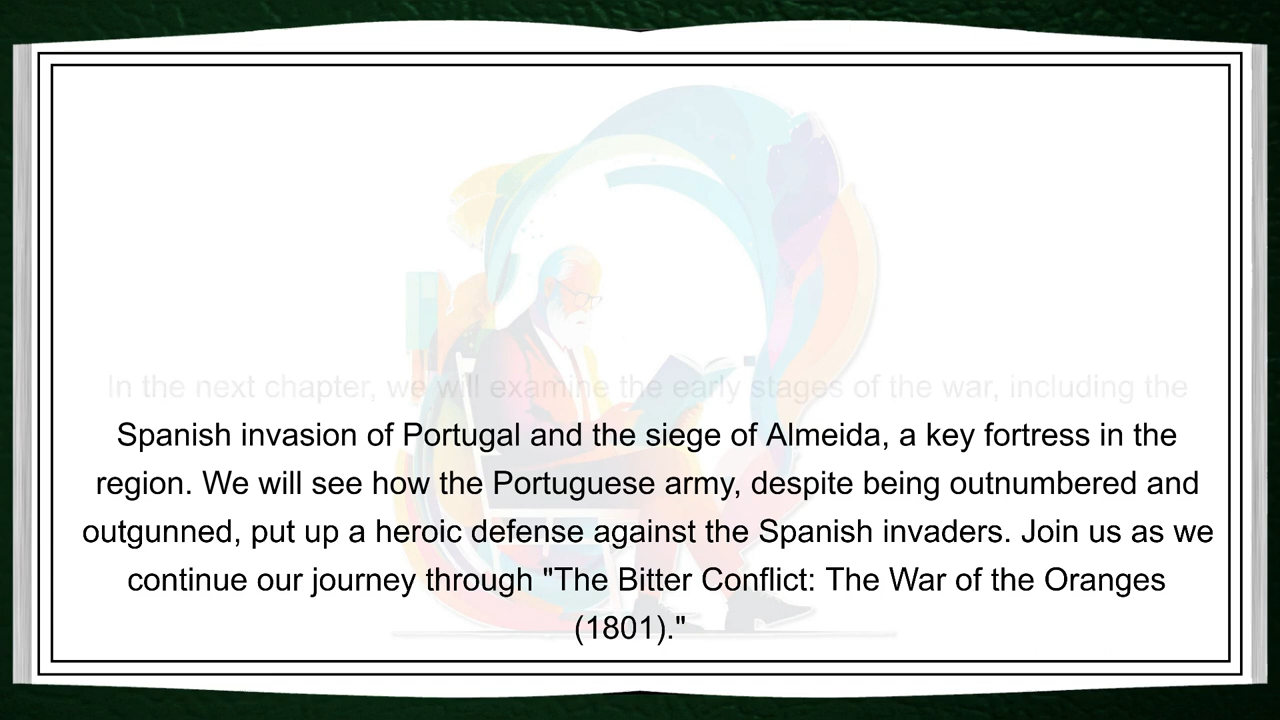 In the next chapter, we will examine the early stages of the war, including the
Spanish invasion of Portugal and the siege of Almeida, a key fortress in the
region. We will see how the Portuguese army, despite being outnumbered and
outgunned, put up a heroic defense against the Spanish invaders. Join us as we
continue our journey through "The Bitter Conflict: The War of the Oranges
(1801)."